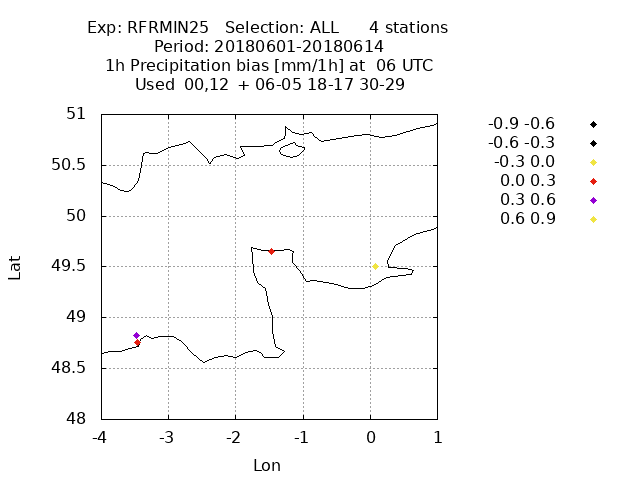 Exp: RFRMIN25   Selection: ALL      4 stations
Period: 20180601-20180614
1h Precipitation bias [mm/1h] at  06 UTC
Used  00,12  + 06-05 18-17 30-29
-0.9 -0.6
-0.6 -0.3
-0.3 0.0
0.0 0.3
0.3 0.6
0.6 0.9
51
50.5
50
49.5
49
48.5
48
Lat
-4 -3 -2 -1 0 1
Lon